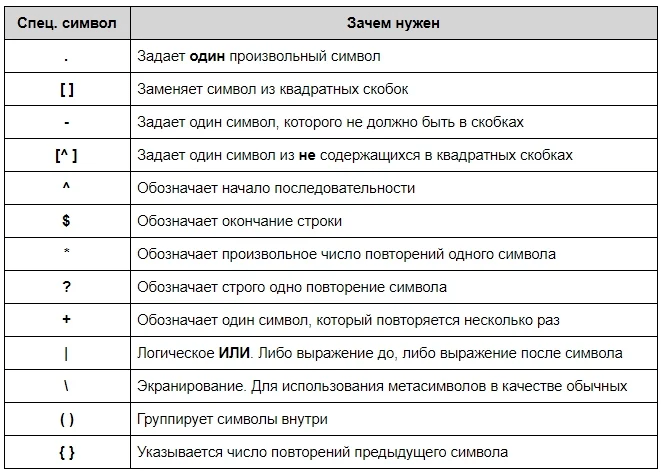 Спец. символ Зачем нужен
. Задает один произвольный символ
[ ] Заменяет символ из квадратных скобок
- Задает один символ, которого не должно быть в скобках
[^ ] Задает один символ из не содержащихся в квадратных скобках
^ Обозначает начало последовательности
$ Обозначает окончание строки
* Обозначает произвольное число повторений одного символа
? Обозначает строго одно повторение символа
+ Обозначает один символ, который повторяется несколько раз
| Логическое ИЛИ. Либо выражение до, либо выражение после символа
\ Экранирование. Для использования метасимволов в качестве обычных
( ) Группирует символы внутри
{ } Указывается число повторений предыдущего символа